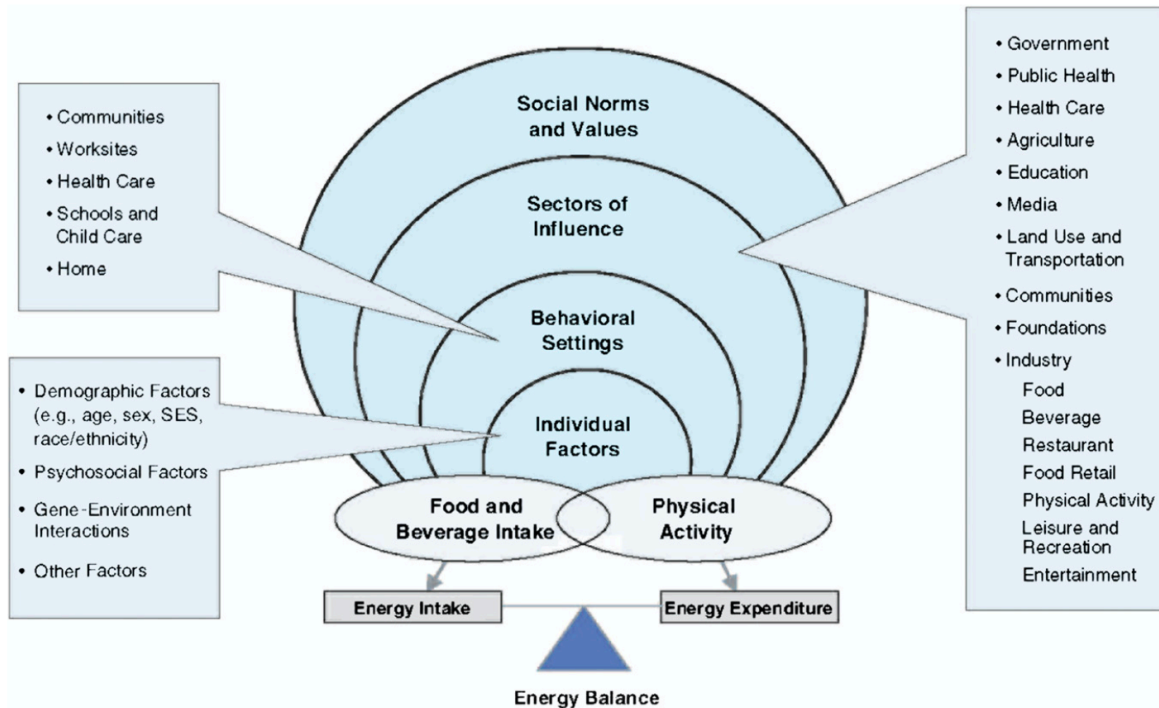 • Communities
• Worksites
• Health Care
• Schools and
Child Care
• Home
• Demographic Factors
(e.g., age, sex, SES,
race/ethnicity)
• Psychosocial Factors
• Gene-Environment
Interactions
• Other Factors
Social Norms
and Values
Sectors of
Influence
Behavioral
Settings
Individual
Factors
Food and
Beverage Intake
Physical
Activity
Energy Intake
Energy Expenditure
Energy Balance
• Government
• Public Health
• Health Care
• Agriculture
• Education
• Media
• Land Use and
Transportation
• Communities
• Foundations
• Industry
Food
Beverage
Restaurant
Food Retail
Physical Activity
Leisure and
Recreation
Entertainment